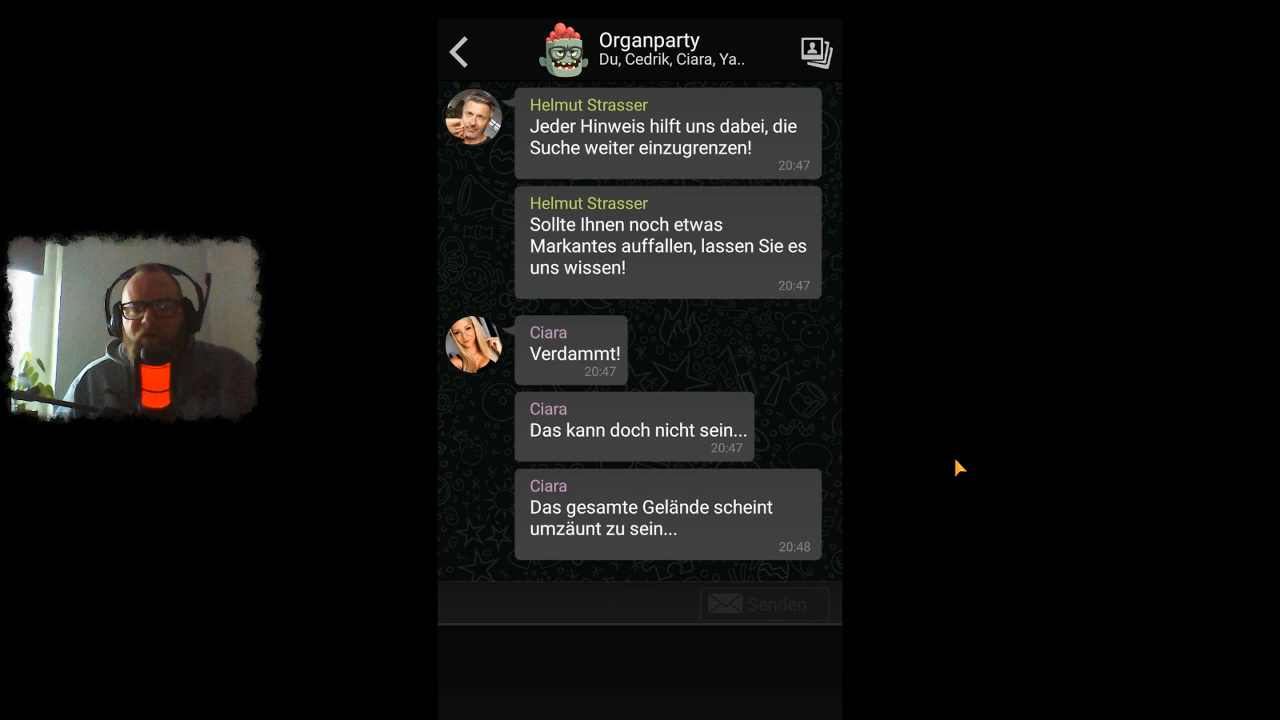 Organparty
Du, Cedrik, Ciara, Ya..
Helmut Strasser
Jeder Hinweis hilft uns dabei, die
Suche weiter einzugrenzen!
20:47
Helmut Strasser
Sollte Ihnen noch etwas
Markantes auffallen, lassen Sie es
uns wissen!
20:47
Ciara
Verdammt!
20:47
Ciara
Das kann doch nicht sein...
20:47
Ciara
Das gesamte Gelände scheint
umzäunt zu sein...
20:48
Senden